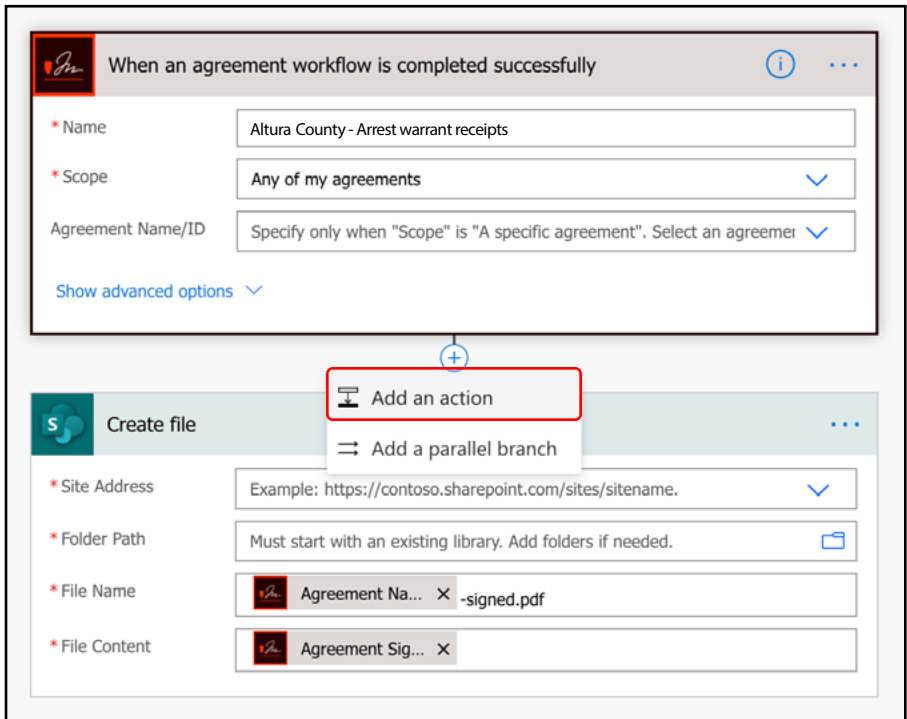 When an agreement workflow is completed successfully
* Name
Altura County - Arrest warrant receipts
* Scope
Any of my agreements
Agreement Name/ID
Specify only when "Scope" is "A specific agreement". Select an agreemer
Show advanced options
Add an action
S
Create file
Add a parallel branch
* Site Address
Example: https://contoso.sharepoint.com/sites/sitename.
* Folder Path
Must start with an existing library. Add folders if needed.
* File Name
Agreement Na... × -signed.pdf
* File Content
Agreement Sig... ×